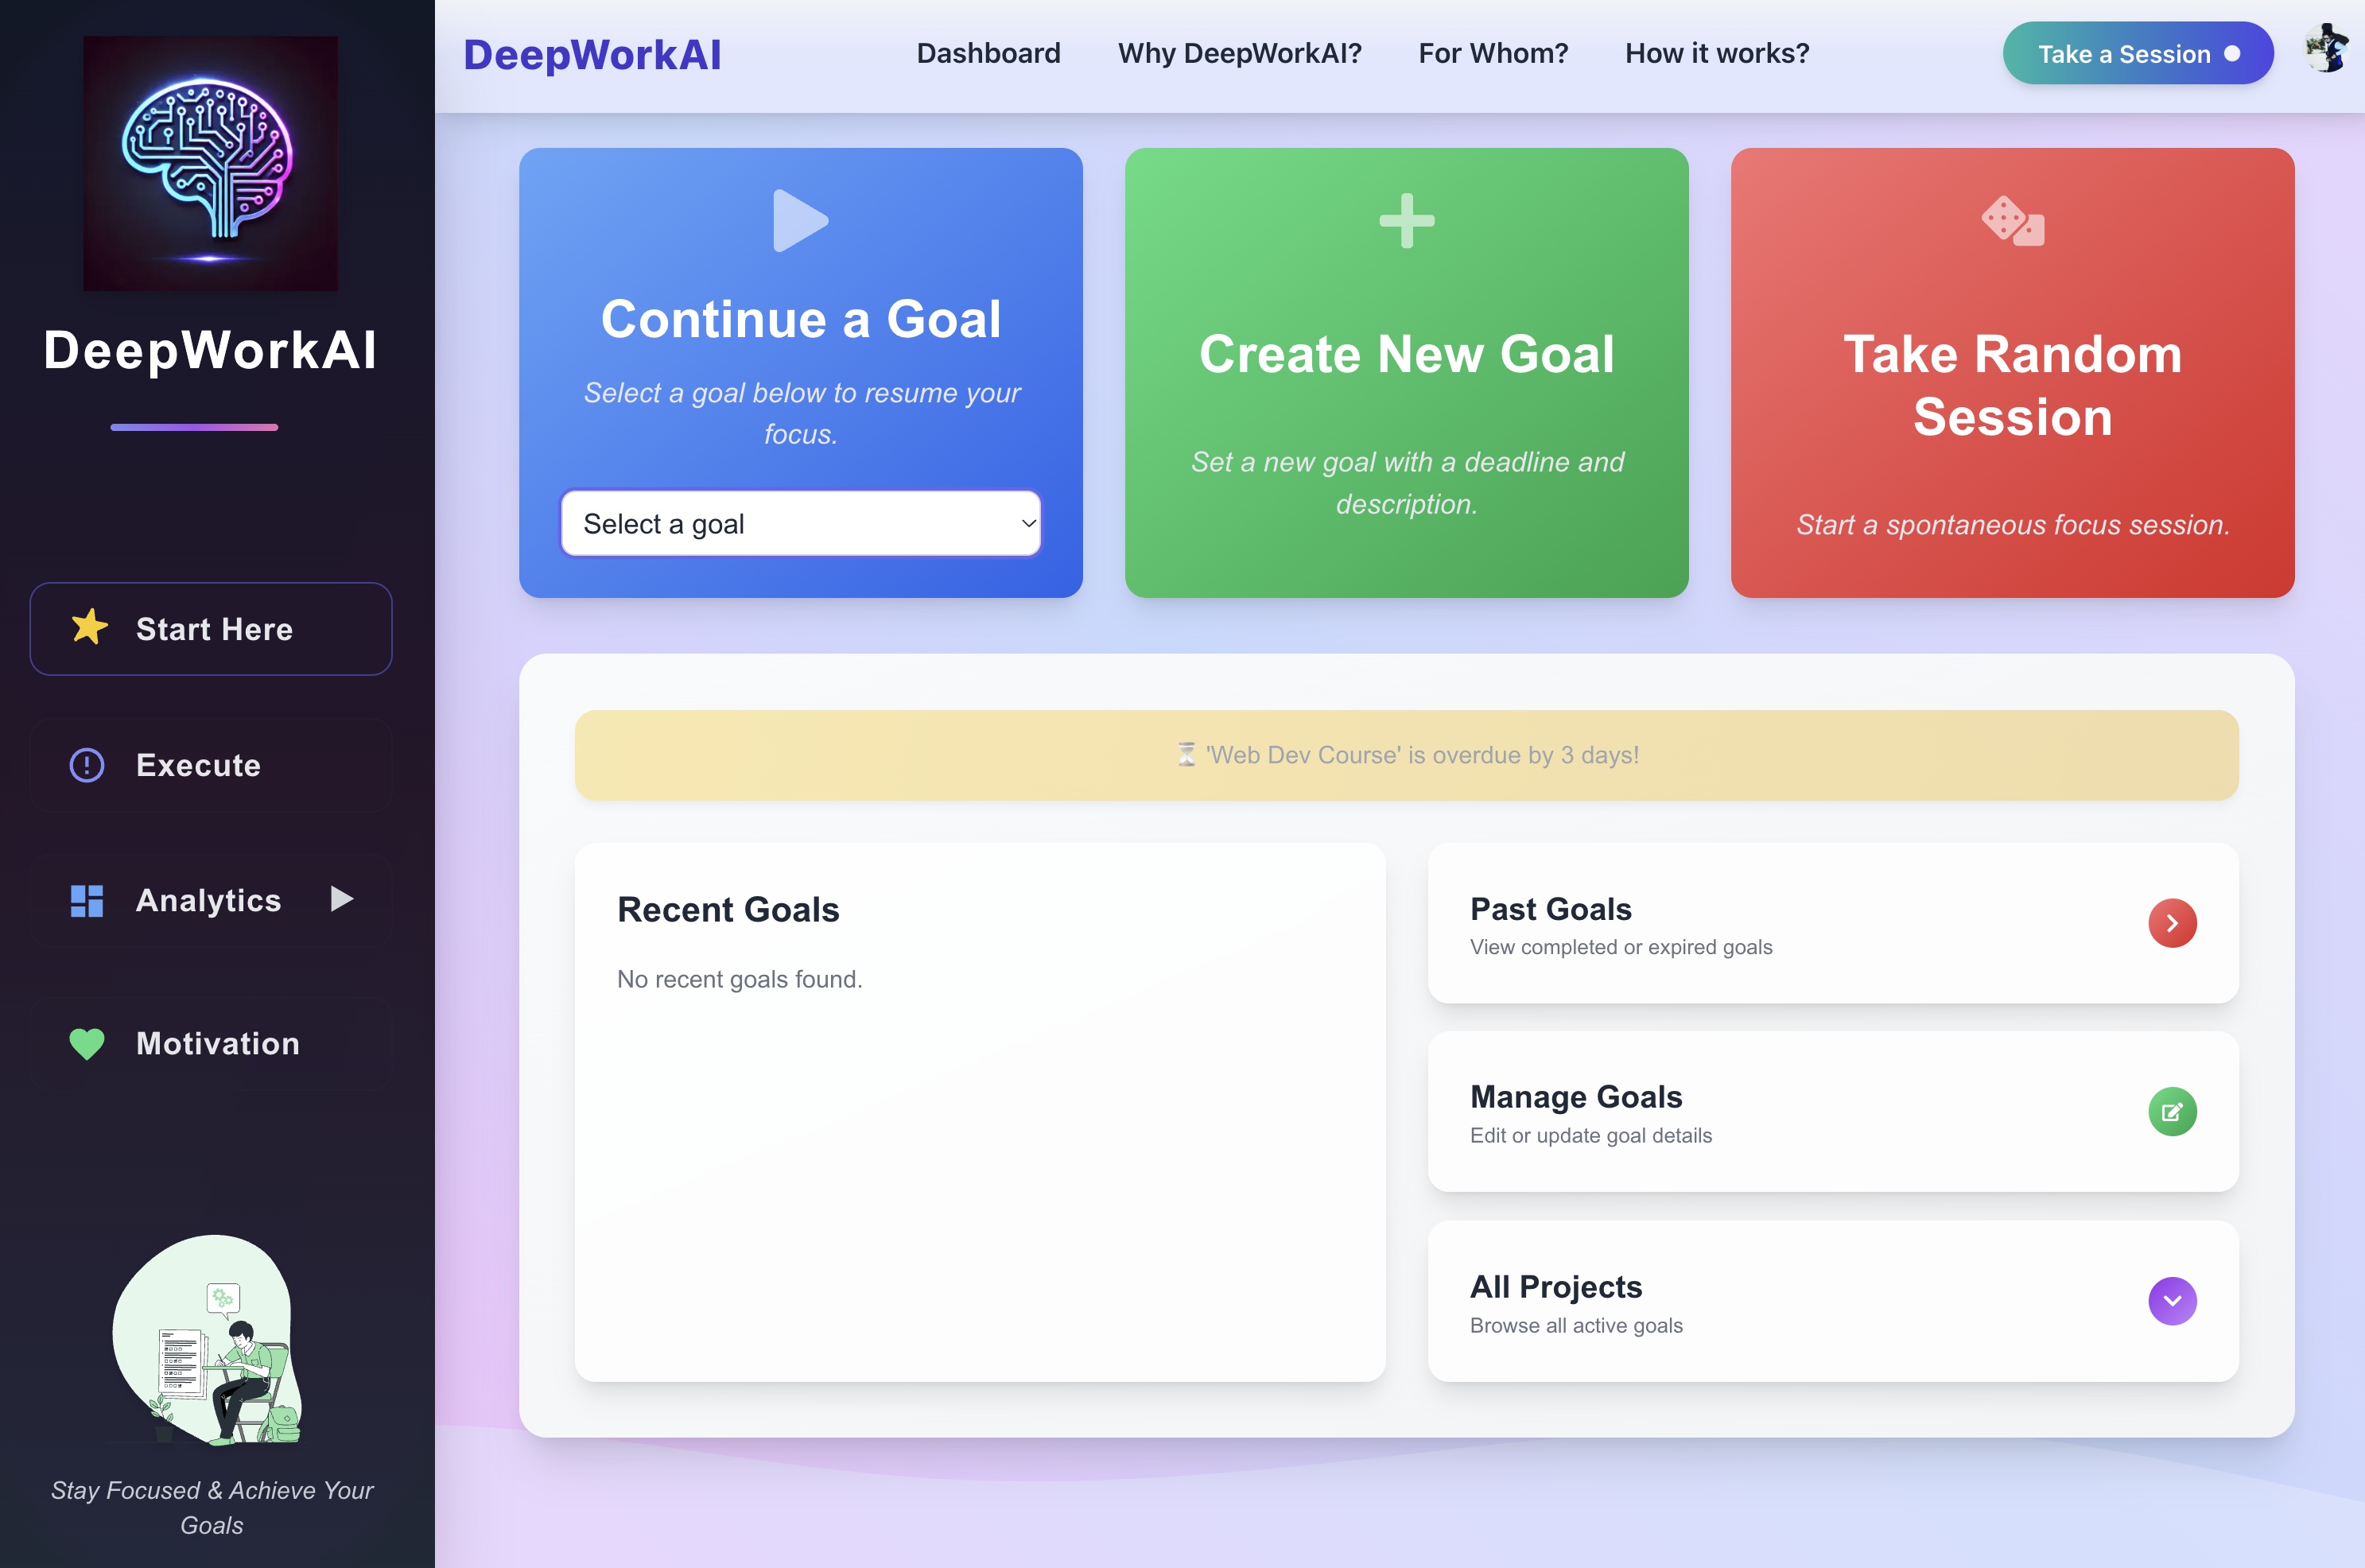 DeepWorkAI
Start Here
Execute
Analytics
Motivation
Stay Focused & Achieve Your
Goals
DeepWorkAI
Dashboard
Why DeepWorkAI?
For Whom?
How it works?
Take a Session
Continue a Goal
Select a goal below to resume your
focus.
Select a goal
Create New Goal
Set a new goal with a deadline and
description.
Take Random
Session
Start a spontaneous focus session.
⏳ 'Web Dev Course' is overdue by 3 days!
Recent Goals
No recent goals found.
Past Goals
View completed or expired goals
Manage Goals
Edit or update goal details
All Projects
Browse all active goals